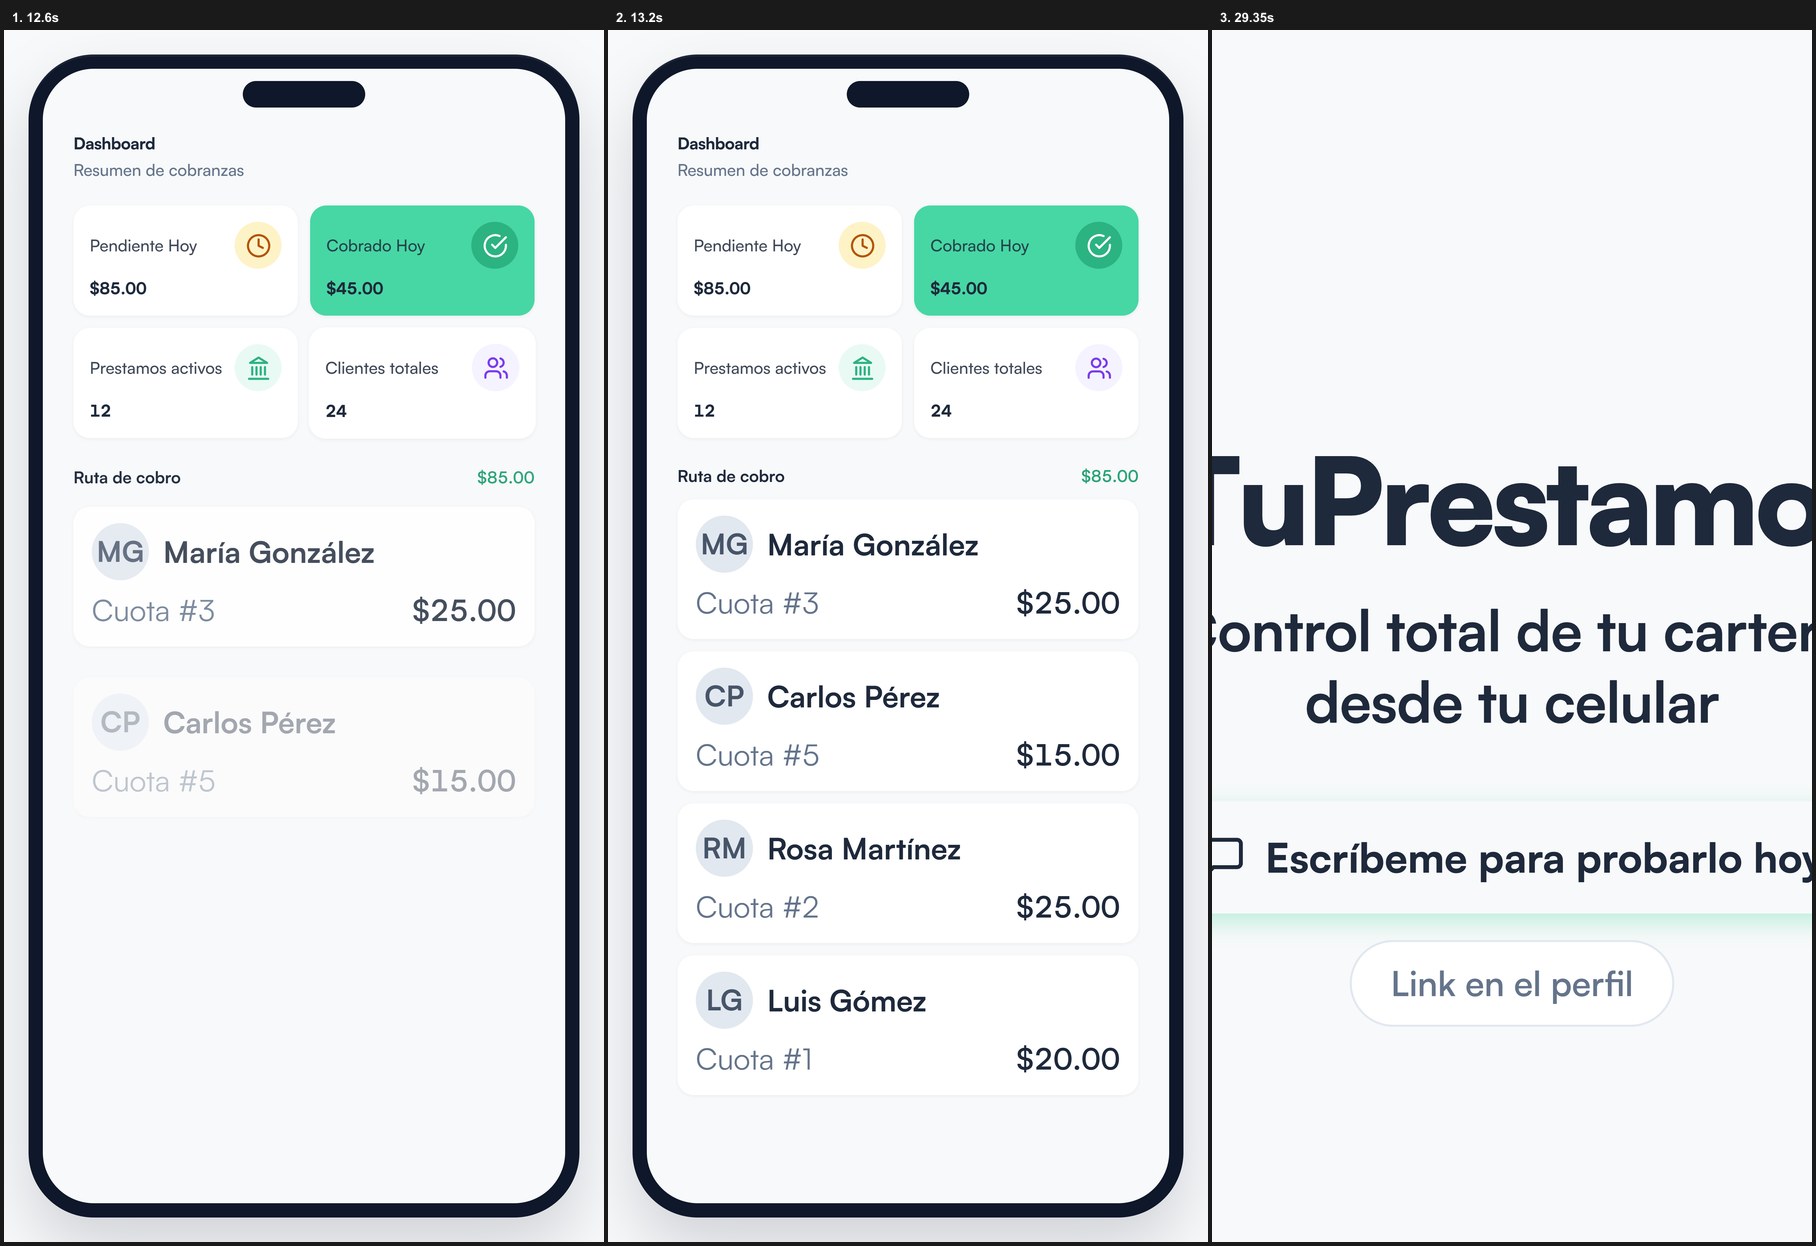 1. 12.6s
Dashboard
Resumen de cobranzas
Pendiente Hoy
$85.00
Cobrado Hoy
$45.00
Prestamos activos
12
Clientes totales
24
Ruta de cobro
$85.00
MG
María González
Cuota #3
$25.00
CP
Carlos Pérez
Cuota #5
$15.00
2. 13.2s
Dashboard
Resumen de cobranzas
Pendiente Hoy
$85.00
Cobrado Hoy
$45.00
Prestamos activos
12
Clientes totales
24
Ruta de cobro
$85.00
MG
María González
Cuota #3
$25.00
CP
Carlos Pérez
Cuota #5
$15.00
RM
Rosa Martínez
Cuota #2
$25.00
LG
Luis Gómez
Cuota #1
$20.00
3. 29.35s
TuPrestamo
Control total de tu carter
desde tu celular
Escríbeme para probarlo hoy
Link en el perfil